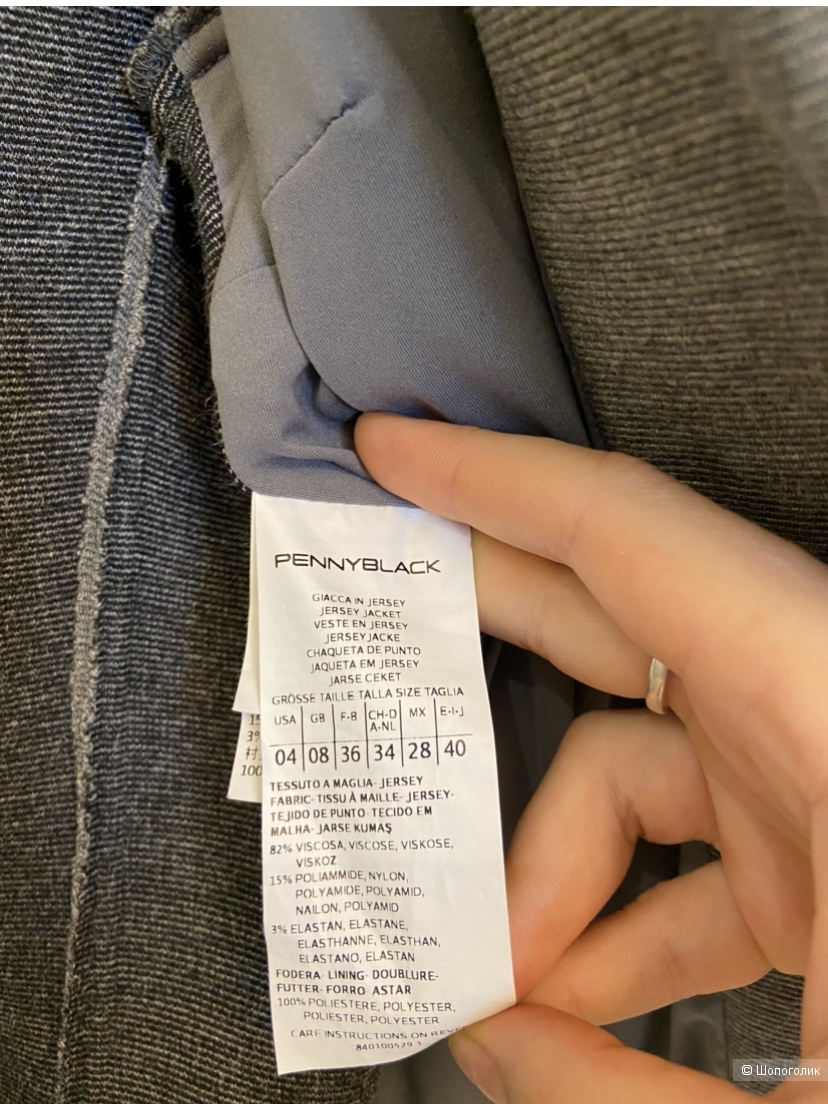 PENNYBLACK
GIACCA IN JERSEY
JERSEY JACKET
VESTE EN JERSEY
JERSEYJACKE
CHAQUETA DE PUNTO
JAQUETA EM JERSEY
JARSE CEKET
GRÖSSE TAILLE TALLA SIZE TAGLIA
USA GB F-B CH-D A-NL MX E-I-J
04 08 36 34 28 40
TESSUTO A MAGLIA- JERSEY
FABRIC- TISSU À MAILLE- JERSEY-
TEJIDO DE PUNTO- TECIDO EM
MALHA- JARSE KUMAŞ
82% VISCOSA, VISCOSE, VISKOSE,
VISKOZ
15% POLIAMMIDE, NYLON,
POLYAMIDE, POLYAMID,
NAILON, POLYAMID
3% ELASTAN, ELASTANE,
ELASTHANNE, ELASTHAN,
ELASTANO, ELASTAN
FODERA- LINING- DOUBLURE-
FUTTER- FORRO- ASTAR
100% POLIESTERE, POLYESTER,
POLIESTER, POLYESTER
CARE INSTRUCTIONS ON
840100529
100
© Шопоголик